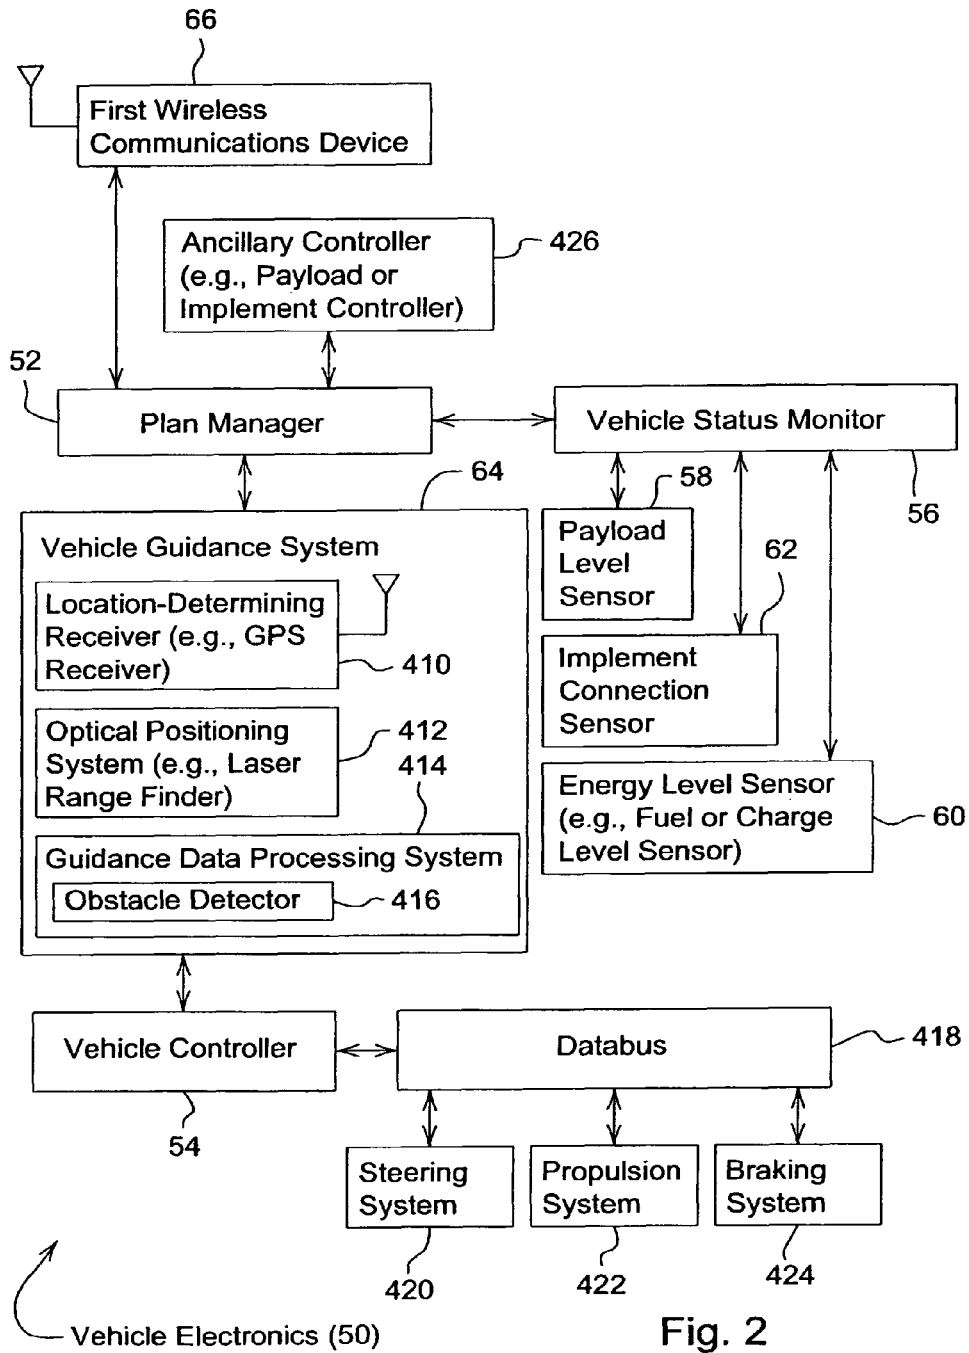 66
First Wireless
Communications Device
Ancillary Controller
(e.g., Payload or
Implement Controller)
426
52
Plan Manager
Vehicle Status Monitor
56
64
Vehicle Guidance System
Location-Determining
Receiver (e.g., GPS
Receiver)
410
Optical Positioning
System (e.g., Laser
Range Finder)
412
414
Guidance Data Processing System
Obstacle Detector
416
58
Payload
Level
Sensor
62
Implement
Connection
Sensor
Energy Level Sensor
(e.g., Fuel or Charge
Level Sensor)
60
Vehicle Controller
54
Databus
418
Steering
System
420
Propulsion
System
422
Braking
System
424
Vehicle Electronics (50)
Fig. 2